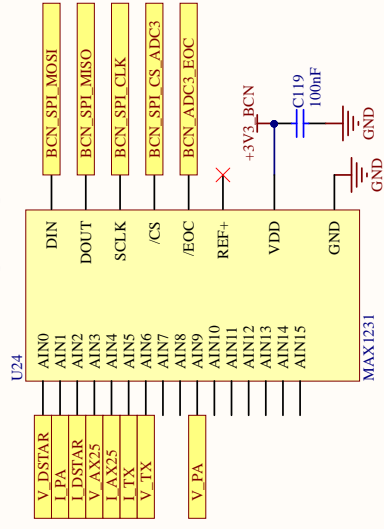 BCN_SPI_MOSI
BCN_SPI_MISO
BCN_SPI_CLK
BCN_SPI_CS_ADC3
BCN_ADC3_EOC
+3V3_BCN
C119
100nF
GND
GND
DIN
DOUT
SCLK
/CS
/EOC
REF+
VDD
GND
U24
AIN0
AIN1
AIN2
AIN3
AIN4
AIN5
AIN6
AIN7
AIN8
AIN9
AIN10
AIN11
AIN12
AIN13
AIN14
AIN15
MAX1231
V_DSTAR
I_PA
I_DSTAR
V_AX25
I_AX25
I_TX
V_TX
V_PA